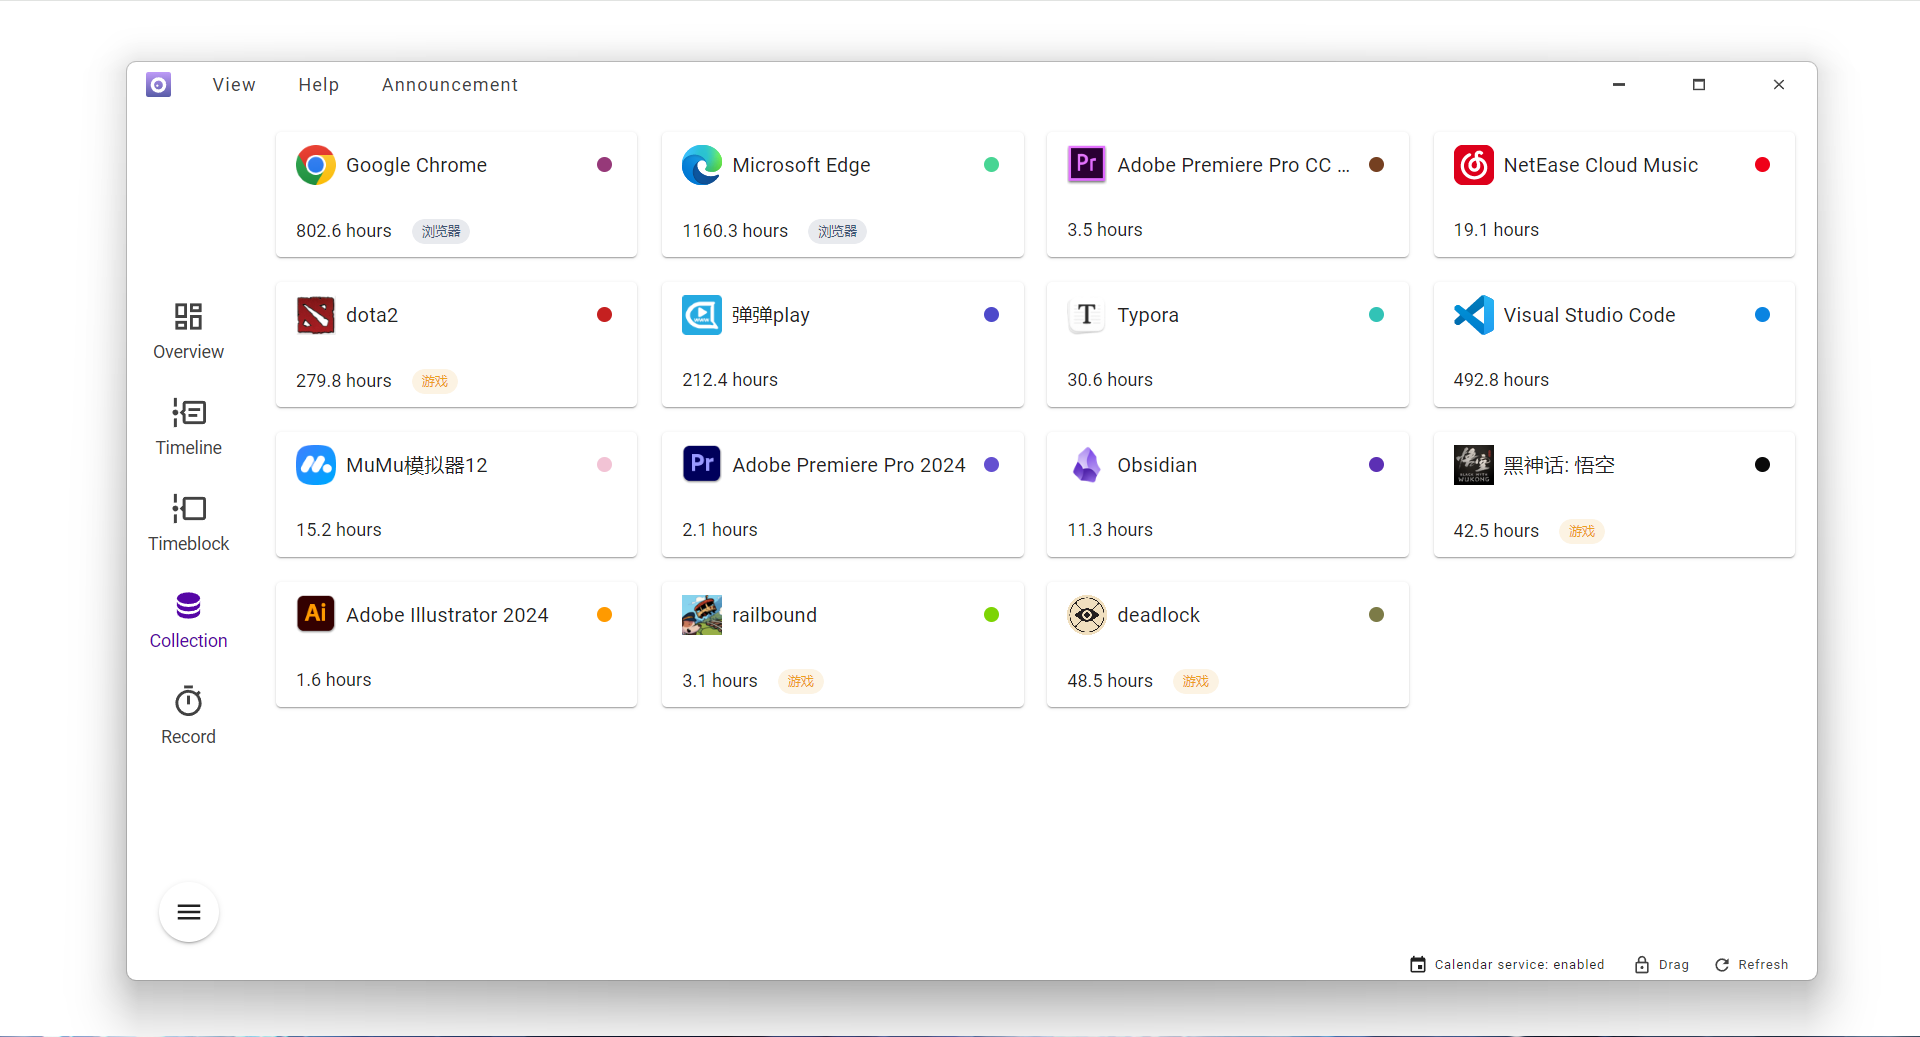 View Help Announcement
Google Chrome
802.6 hours 浏览器
Microsoft Edge
1160.3 hours 浏览器
Pr
Adobe Premiere Pro CC ...
3.5 hours
NetEase Cloud Music
19.1 hours
dota2
279.8 hours 游戏
弹弹play
212.4 hours
T
Typora
30.6 hours
Visual Studio Code
492.8 hours
MuMu模拟器12
15.2 hours
Pr
Adobe Premiere Pro 2024
2.1 hours
Obsidian
11.3 hours
悟空
黑神话: 悟空
42.5 hours 游戏
Ai
Adobe Illustrator 2024
1.6 hours
railbound
3.1 hours 游戏
deadlock
48.5 hours 游戏
Overview
Timeline
Timeblock
Collection
Record
Calendar service: enabled Drag Refresh